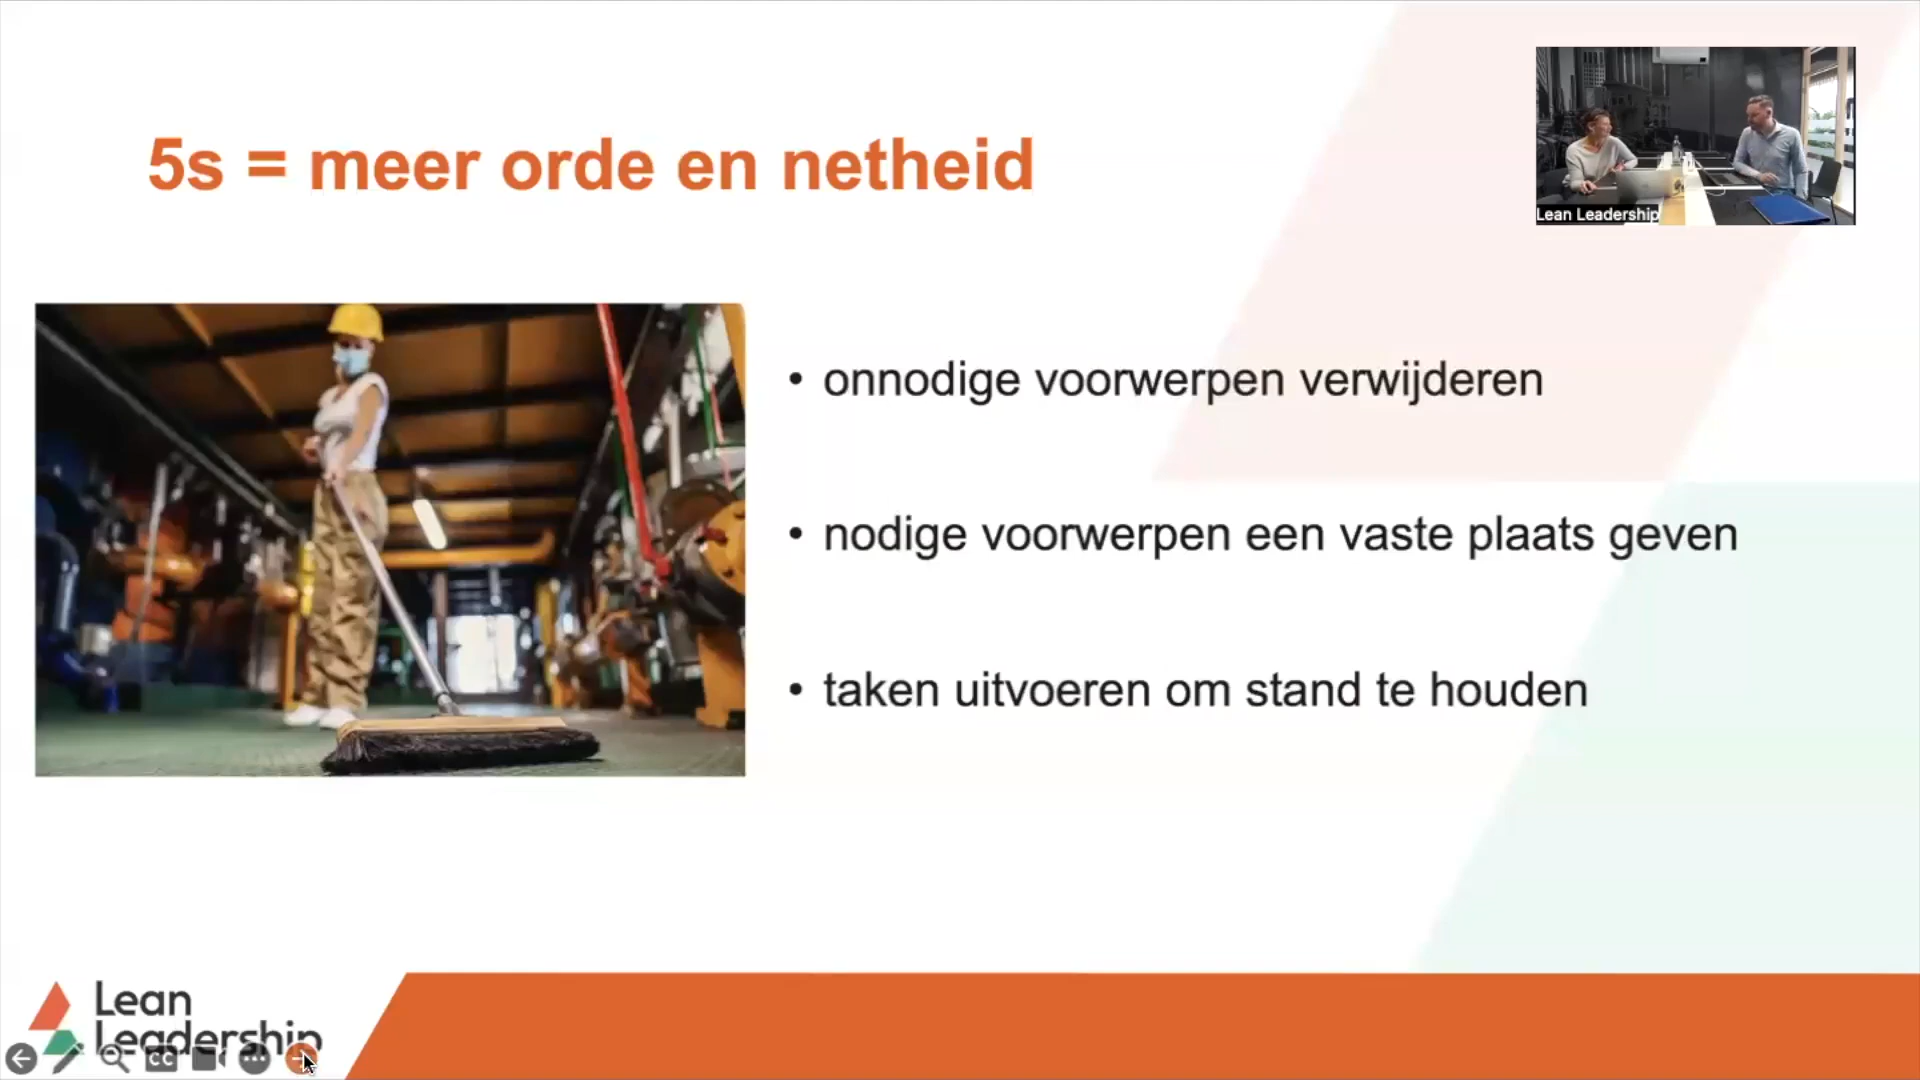 5s = meer orde en netheid
Lean Leadership
• onnodige voorwerpen verwijderen
• nodige voorwerpen een vaste plaats geven
• taken uitvoeren om stand te houden
Lean
Leadership
CC